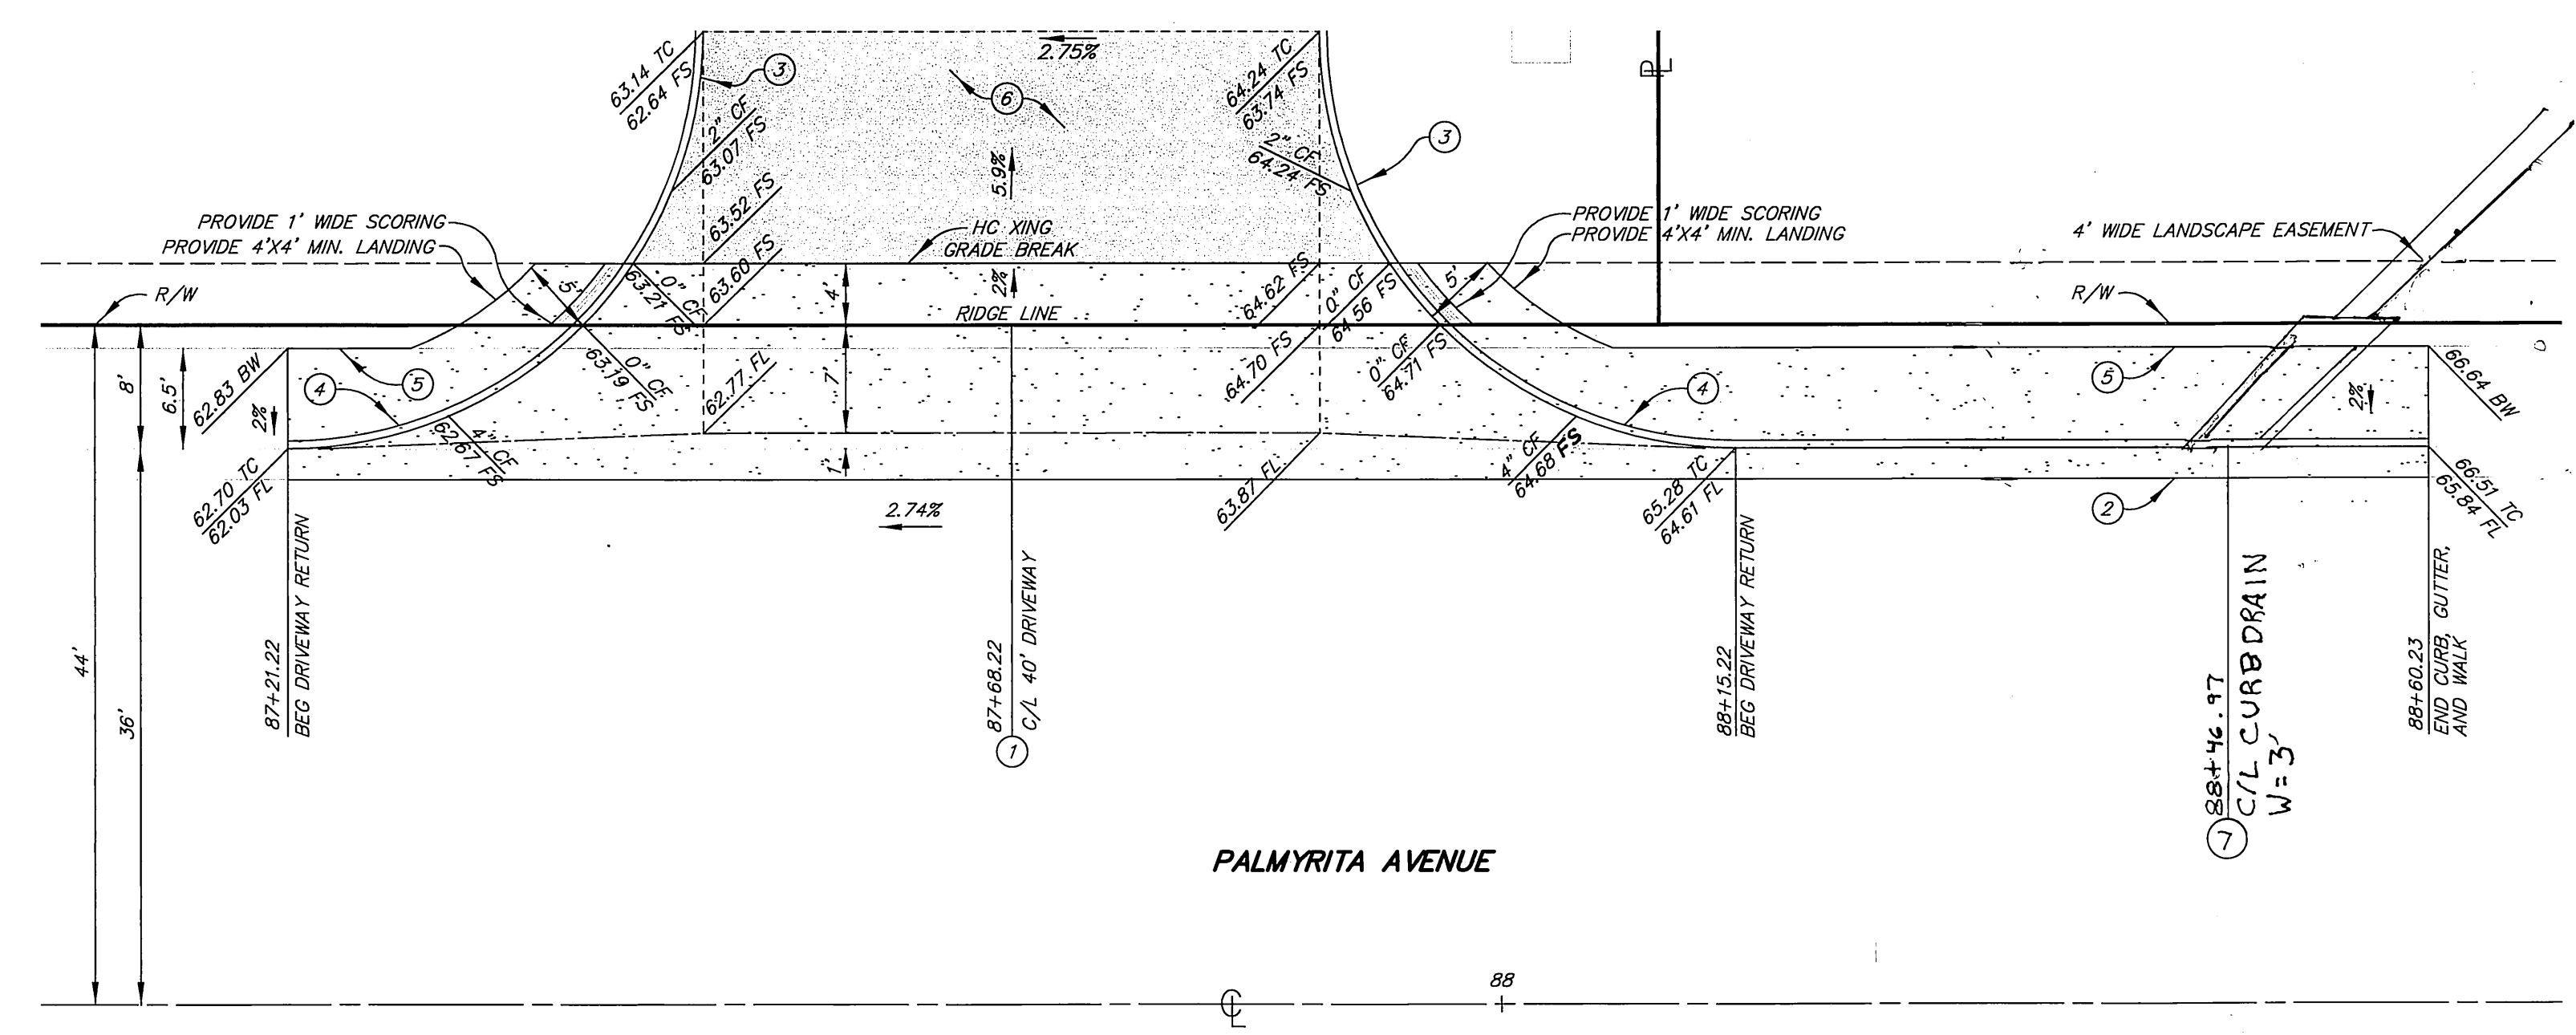 2.75%
63.14 TC
62.64 FS
3
2" CF
63.07 FS
6
64.24 TC
63.74 FS
2" CF
64.24 FS
3
PL
5.9%
63.52 FS
63.60 FS
PROVIDE 1' WIDE SCORING
PROVIDE 4'X4' MIN. LANDING
HC XING
GRADE BREAK
PROVIDE 1' WIDE SCORING
PROVIDE 4'X4' MIN. LANDING
4' WIDE LANDSCAPE EASEMENT
R/W
5'
0" CF
63.21 FS
4'
2%
RIDGE LINE
64.62 FS
0" CF
64.56 FS
5'
R/W
8'
6.5'
62.83 BW
2%
4
5
0" CF
63.19 FS
62.77 FL
7'
64.70 FS
0" CF
64.71 FS
4
5
2%
66.64 BW
62.70 TC
62.03 FL
4" CF
62.67 FS
1'
2.74%
63.87 FL
4" CF
64.68 FS
65.28 TC
64.61 FL
2
66.51 TC
65.84 FL
44'
36'
87+21.22
BEG DRIVEWAY RETURN
87+68.22
C/L 40' DRIVEWAY
1
88+15.22
BEG DRIVEWAY RETURN
88+46.97
C/L CURB DRAIN
W=3'
7
88+60.23
END CURB, GUTTER,
AND WALK
PALMYRITA AVENUE
88
CL